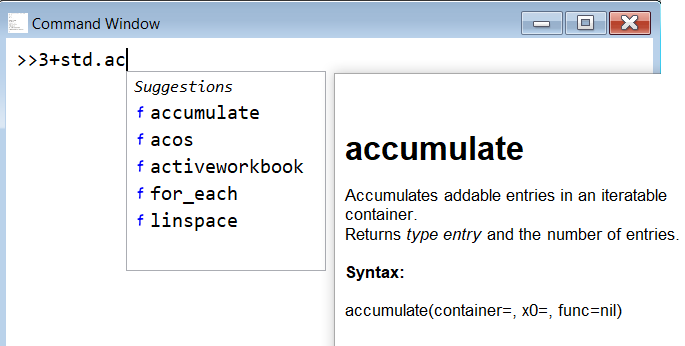 Command Window
>>3+std.ac
Suggestions
f accumulate
f acos
f activeworkbook
f for_each
f linspace
accumulate
Accumulates addable entries in an iteratable
container.
Returns type entry and the number of entries.
Syntax:
accumulate(container=, x0=, func=nil)